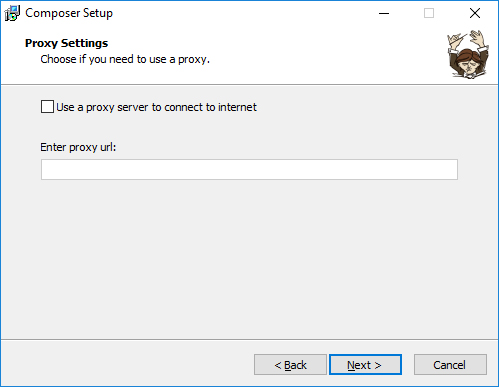 Composer Setup
Proxy Settings
Choose if you need to use a proxy.
Use a proxy server to connect to internet
Enter proxy url:
< Back
Next >
Cancel